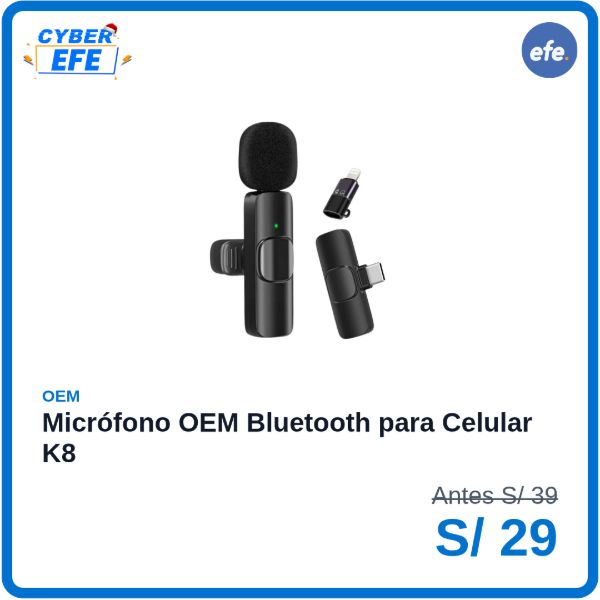 CYBER
EFE
efe.
OEM
Micrófono OEM Bluetooth para Celular
K8
Antes S/ 39
S/ 29